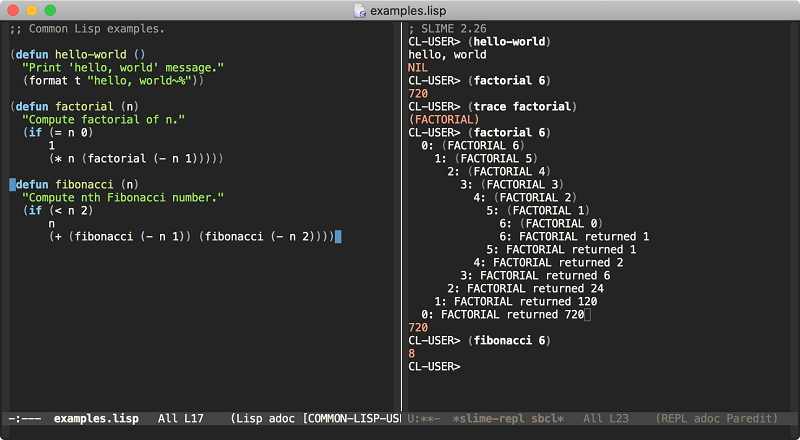 examples.lisp
;; Common Lisp examples.
(defun hello-world ()
  "Print 'hello, world' message."
  (format t "hello, world~%"))
(defun factorial (n)
  "Compute factorial of n."
  (if (= n 0)
      1
      (* n (factorial (- n 1)))))
(defun fibonacci (n)
  "Compute nth Fibonacci number."
  (if (< n 2)
      n
      (+ (fibonacci (- n 1)) (fibonacci (- n 2)))))
-:---  examples.lisp   All L17    (Lisp adoc [COMMON-LISP-USE
; SLIME 2.26
CL-USER> (hello-world)
hello, world
NIL
CL-USER> (factorial 6)
720
CL-USER> (trace factorial)
(FACTORIAL)
CL-USER> (factorial 6)
  0: (FACTORIAL 6)
    1: (FACTORIAL 5)
      2: (FACTORIAL 4)
        3: (FACTORIAL 3)
          4: (FACTORIAL 2)
            5: (FACTORIAL 1)
              6: (FACTORIAL 0)
              6: FACTORIAL returned 1
            5: FACTORIAL returned 1
          4: FACTORIAL returned 2
        3: FACTORIAL returned 6
      2: FACTORIAL returned 24
    1: FACTORIAL returned 120
  0: FACTORIAL returned 720
720
CL-USER> (fibonacci 6)
8
CL-USER>
U:**-  *slime-repl sbcl*   All L23    (REPL adoc Paredit)